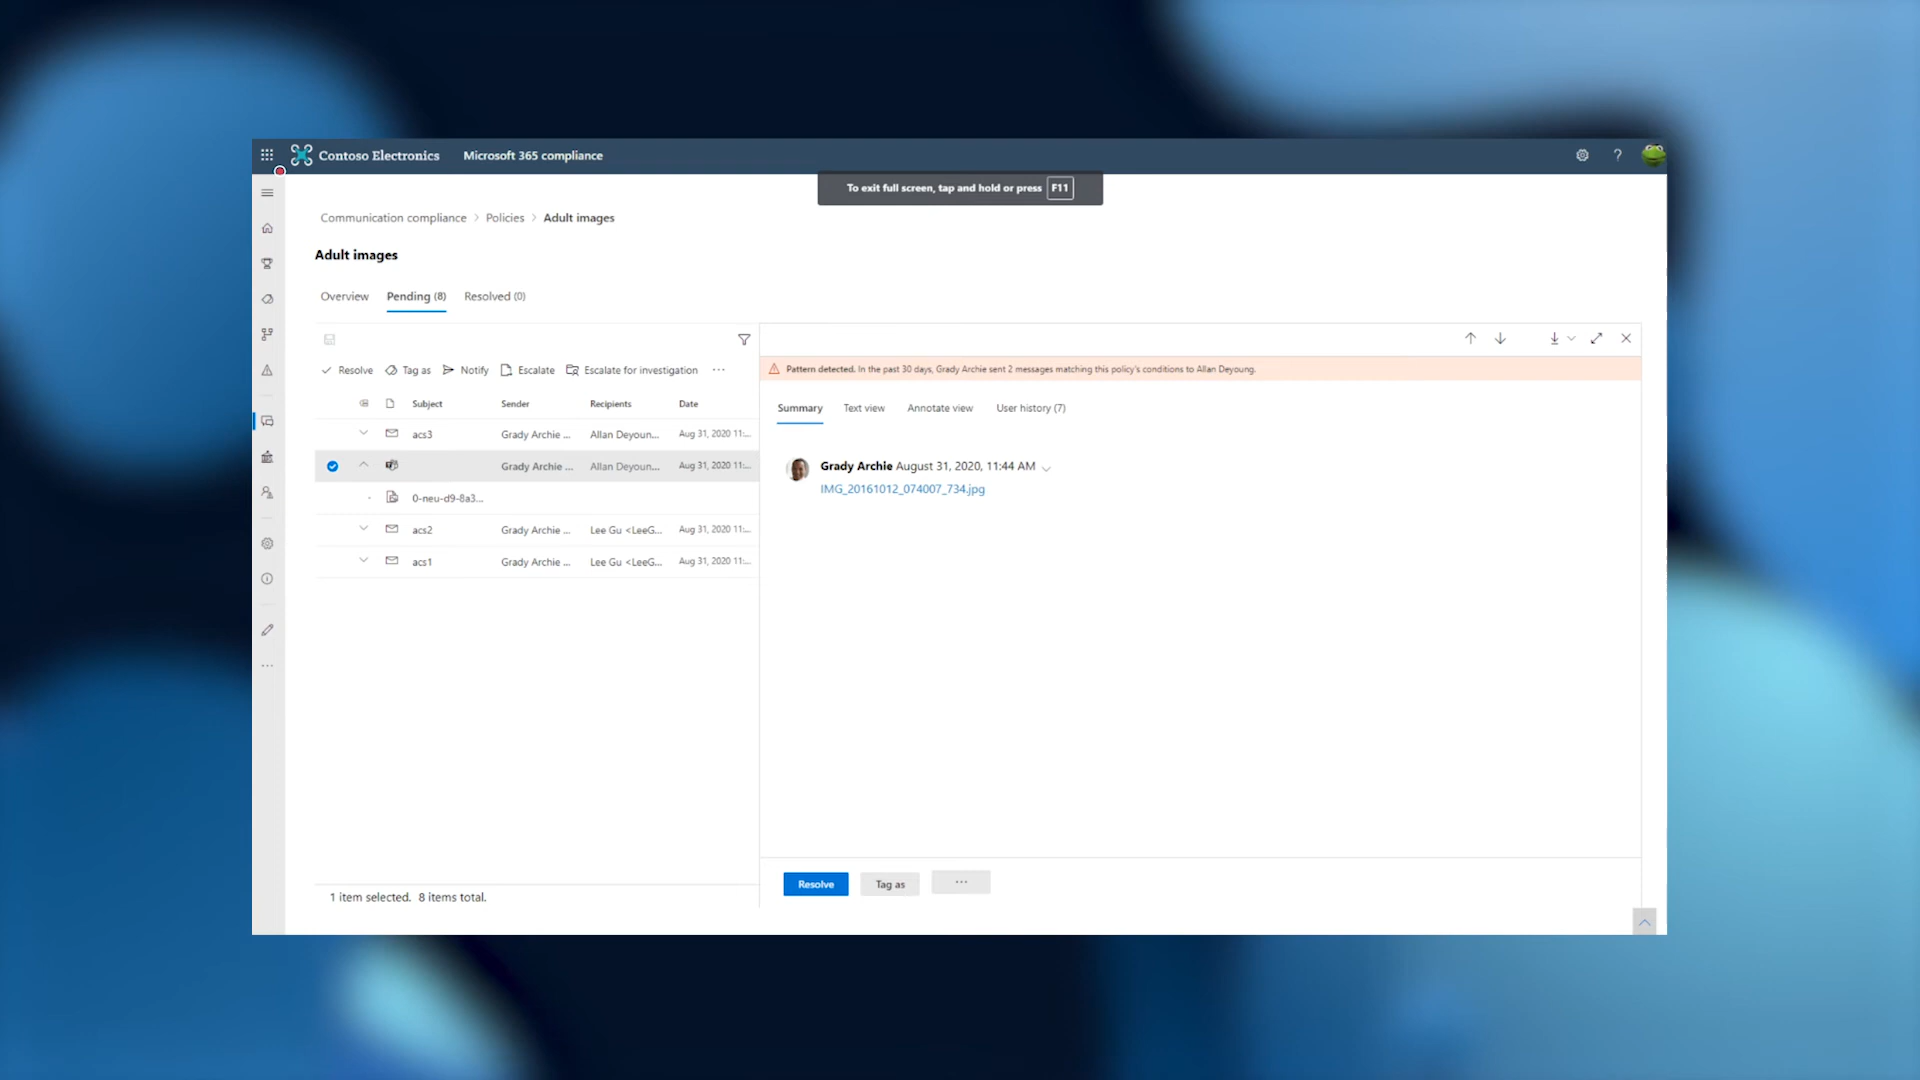 Contoso Electronics Microsoft 365 compliance ?
To exit full screen, tap and hold or press F11
Communication compliance > Policies > Adult images
Adult images
Overview Pending (8) Resolved (0)
Resolve Tag as Notify Escalate Escalate for investigation ...
Pattern detected. In the past 30 days, Grady Archie sent 2 messages matching this policy's conditions to Allan Deyoung.
Subject Sender Recipients Date
Summary Text view Annotate view User history (7)
acs3 Grady Archie ... Allan Deyoun... Aug 31, 2020 11:...
Grady Archie ... Allan Deyoun... Aug 31, 2020 11:...
Grady Archie August 31, 2020, 11:44 AM
IMG_20161012_074007_734.jpg
0-neu-d9-8a3...
acs2 Grady Archie ... Lee Gu <LeeG... Aug 31, 2020 11:...
acs1 Grady Archie ... Lee Gu <LeeG... Aug 31, 2020 11:...
Resolve Tag as ...
1 item selected. 8 items total.